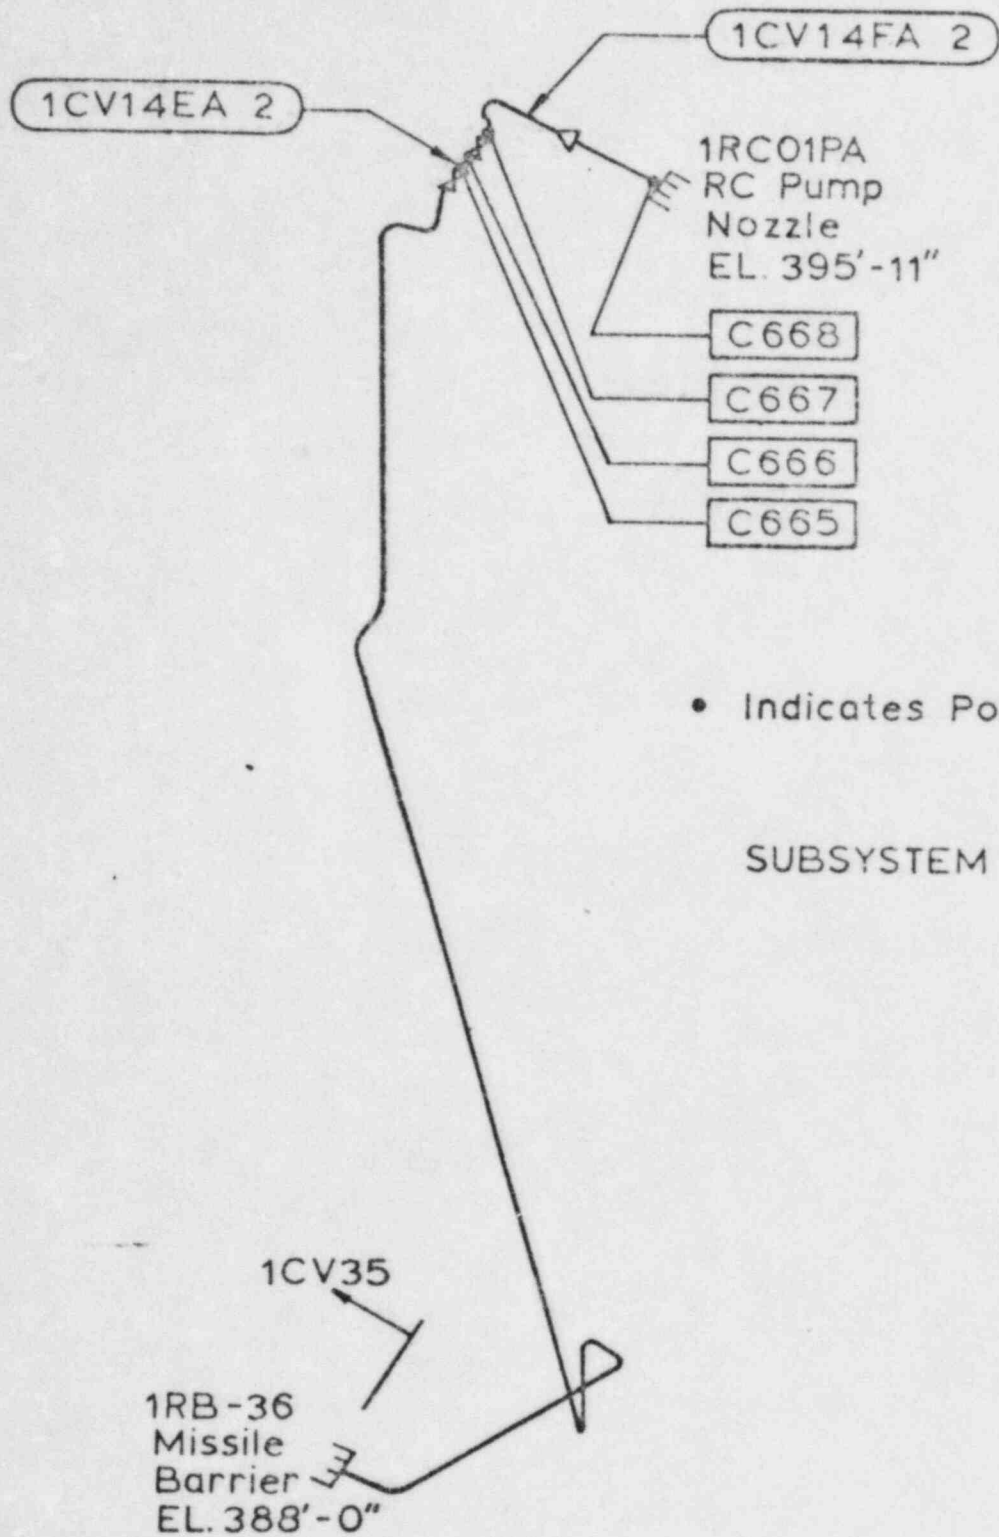 1CV14FA 2
1CV14EA 2
1RC01PA
RC Pump
Nozzle
EL. 395'-11"
C668
C667
C666
C665
• Indicates Po
SUBSYSTEM
1CV35
1RB-36
Missile
Barrier
EL. 388'-0"